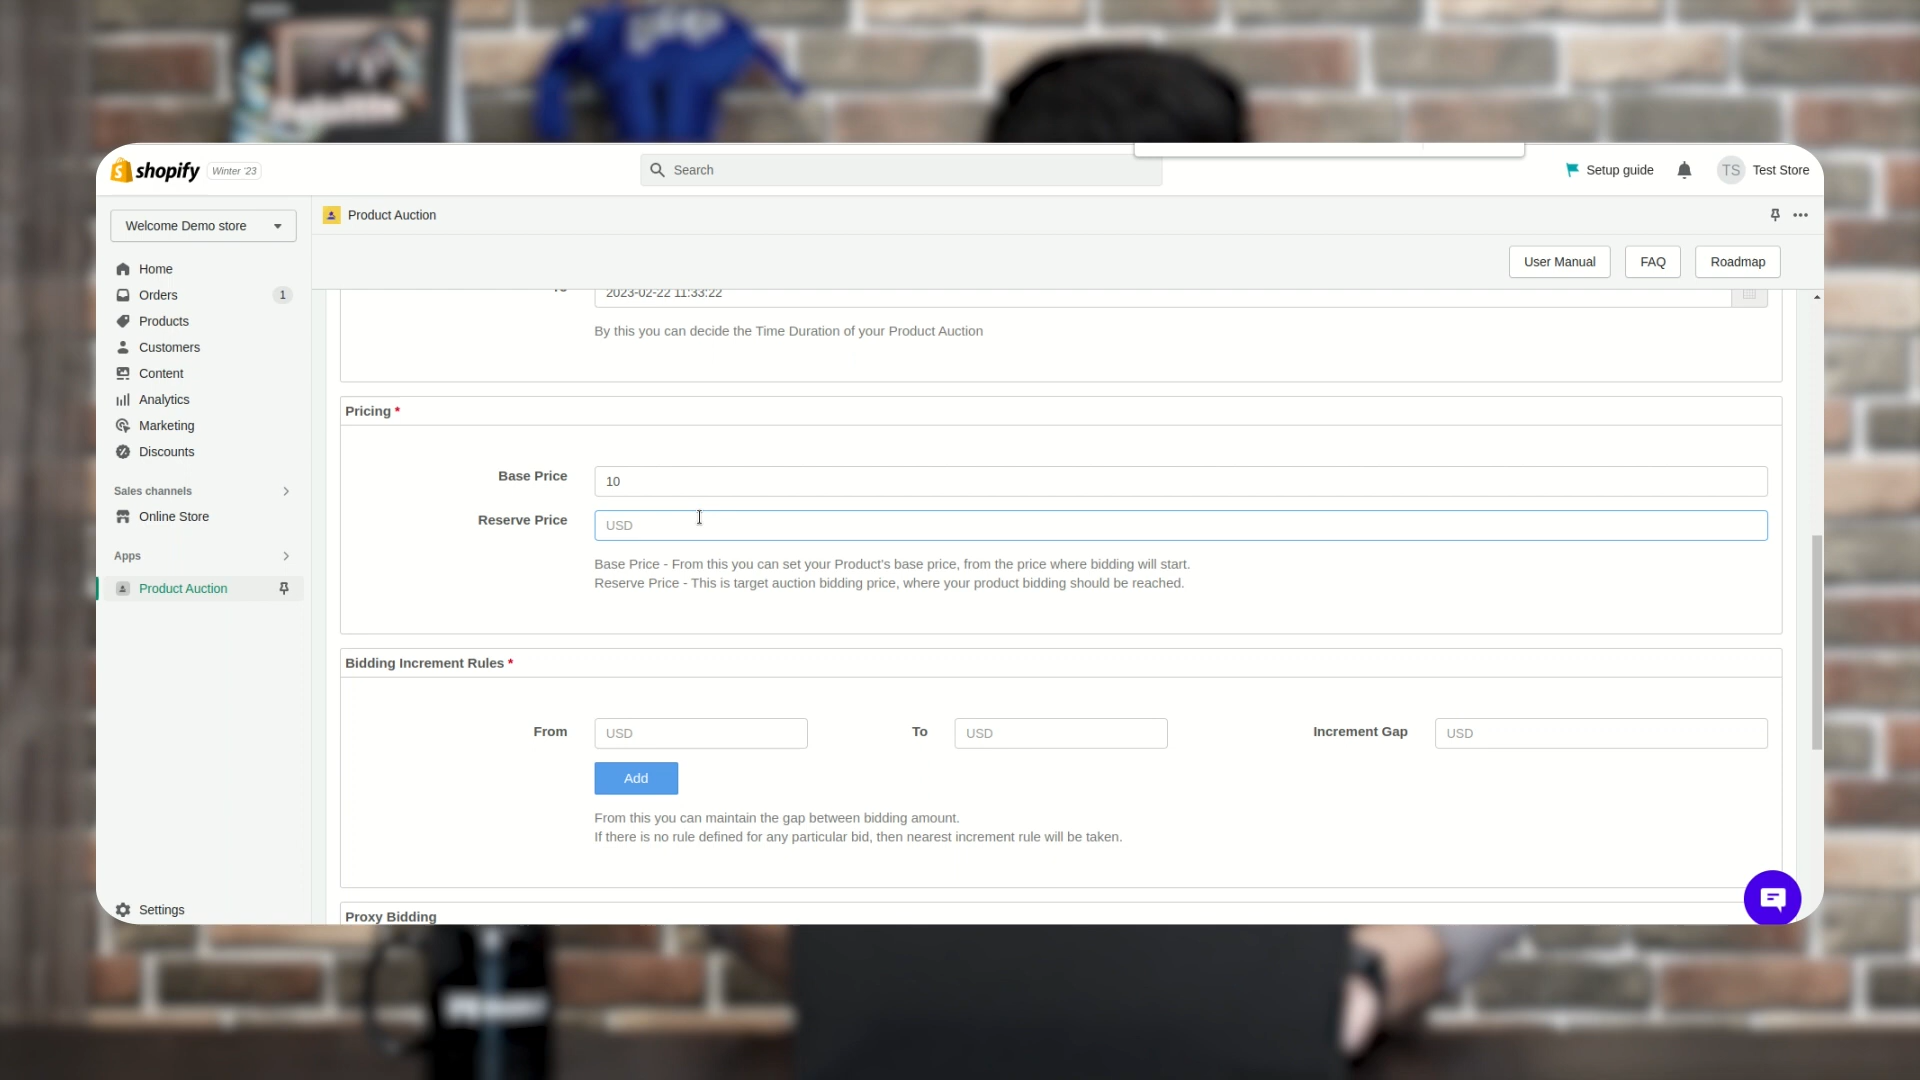 shopify Winter '23
Search
Setup guide
TS Test Store
Welcome Demo store
Home
Orders 1
Products
Customers
Content
Analytics
Marketing
Discounts
Sales channels
Online Store
Apps
Product Auction
Settings
Product Auction
User Manual FAQ Roadmap
2023-02-22 11:33:22
By this you can decide the Time Duration of your Product Auction
Pricing *
Base Price 10
Reserve Price USD
Base Price - From this you can set your Product's base price, from the price where bidding will start.
Reserve Price - This is target auction bidding price, where your product bidding should be reached.
Bidding Increment Rules *
From USD To USD Increment Gap USD
Add
From this you can maintain the gap between bidding amount.
If there is no rule defined for any particular bid, then nearest increment rule will be taken.
Proxy Bidding